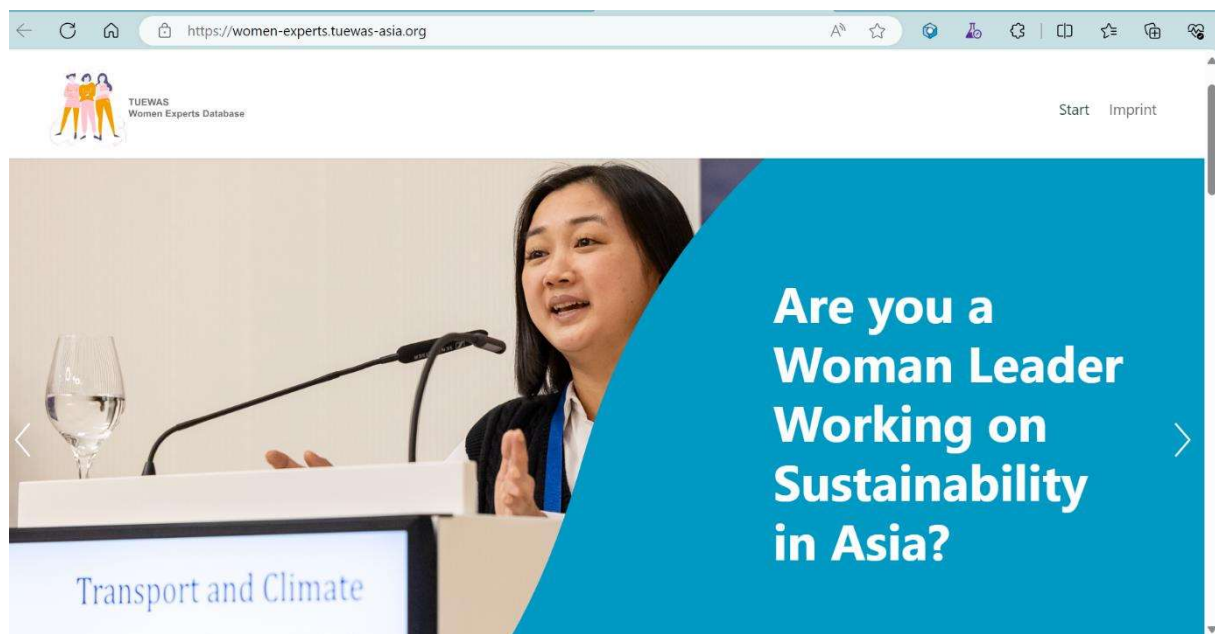 https://women-experts.tuewas-asia.org
TUEWAS
Women Experts Database
Start Imprint
Are you a
Woman Leader
Working on
Sustainability
in Asia?
Transport and Climate